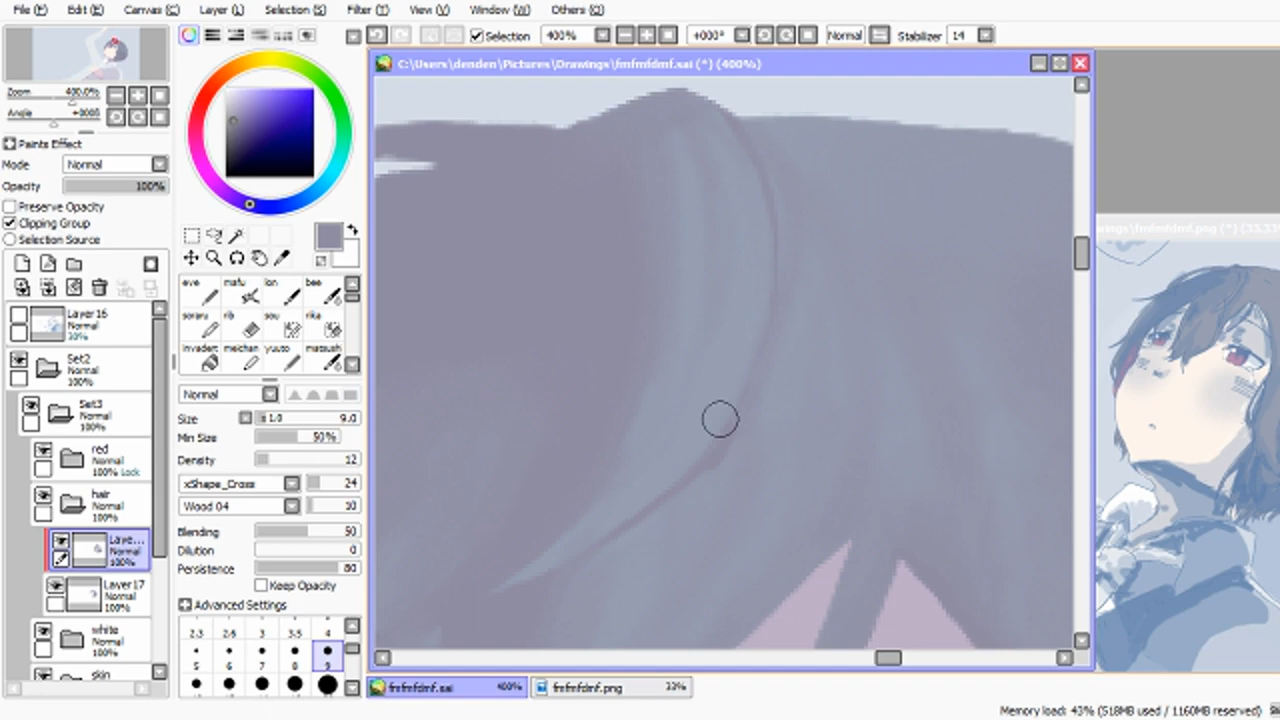 File (F) Edit (E) Canvas (C) Layer (L) Selection (S) Filter (T) View (V) Window (W) Others (O)
Selection 400% +000° Normal Stabilizer 14
C:\Users\denden\Pictures\Drawings\fmfmfdmf.sai (*) (400%)
Zoom 400.0%
Angle +000°
Paints Effect
Mode Normal
Opacity 100%
Preserve Opacity
Clipping Group
Selection Source
Layer 16
Normal
30%
Set2
Normal
100%
Set3
Normal
100%
red
Normal
100% Lock
hair
Normal
100%
Laye...
Normal
100%
Layer 17
Normal
100%
white
Normal
100%
skin
eve mafu lon bee
soraru rib sou rika
invadert meichan yuuto matsush
Normal
Size x 1.0 9.0
Min Size 50%
Density 12
xShape_Cross 24
Wood 04 10
Blending 50
Dilution 0
Persistence 80
Keep Opacity
Advanced Settings
2.3 2.6 3 3.5 4
5 6 7 8 9
fmfmfdmf.sai 400% fmfmfdmf.png 33%
Memory load: 43% (518MB used / 1160MB reserved)